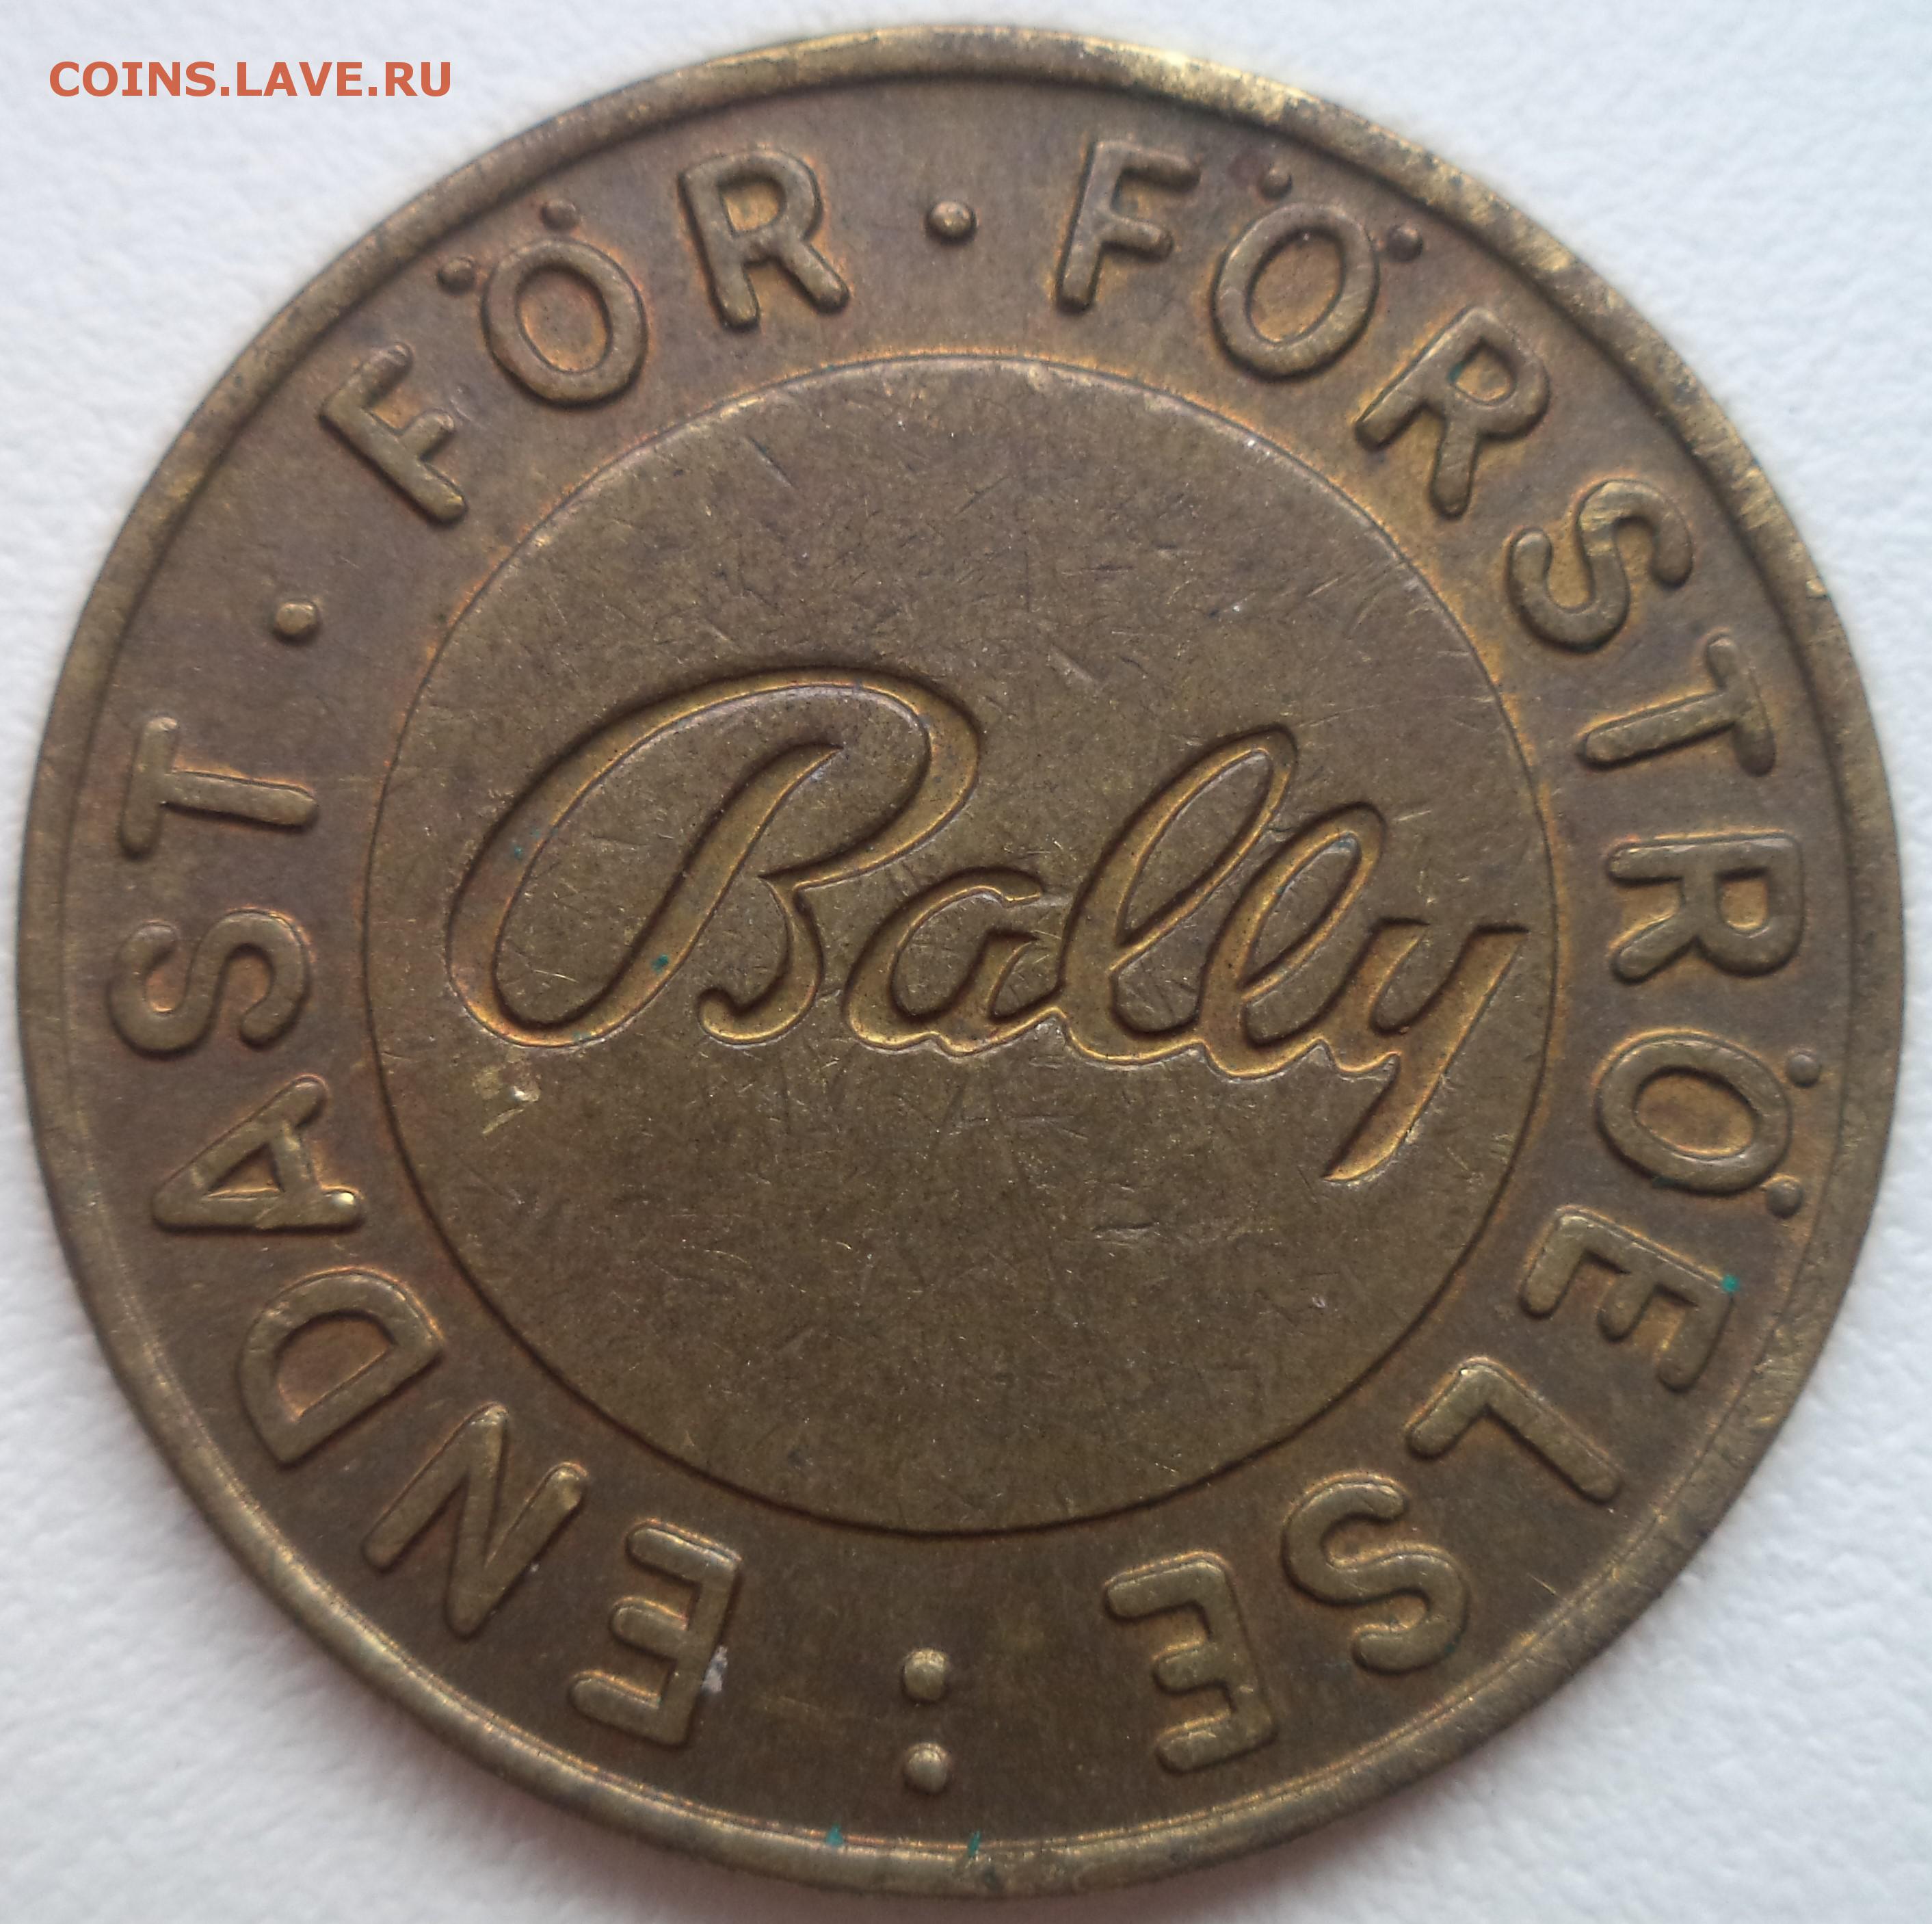 COINS.LAVE.RU
ENDAST · FÖR · FÖRSTRÖELSE :
Bally